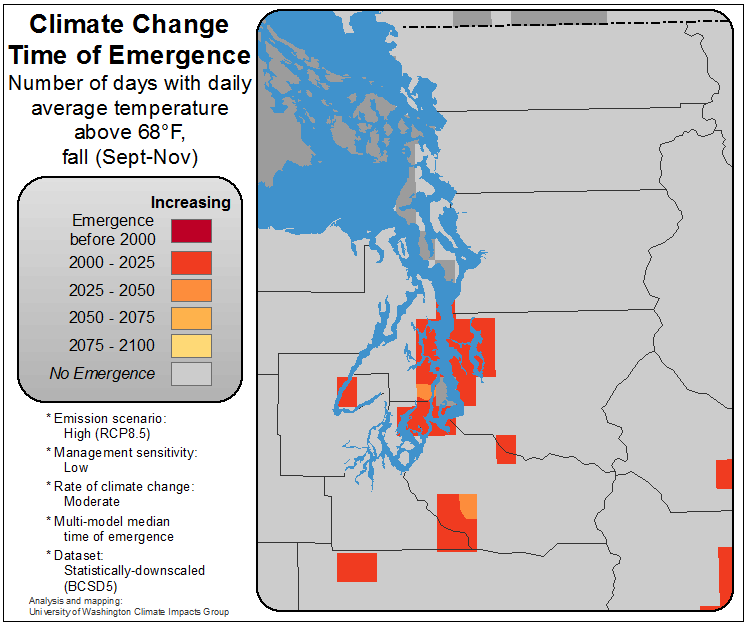 Climate Change
Time of Emergence
Number of days with daily
average temperature
above 68°F,
fall (Sept-Nov)
Increasing
Emergence
before 2000
2000 - 2025
2025 - 2050
2050 - 2075
2075 - 2100
No Emergence
* Emission scenario:
High (RCP8.5)
* Management sensitivity:
Low
* Rate of climate change:
Moderate
* Multi-model median
time of emergence
* Dataset:
Statistically-downscaled
(BCSD5)
Analysis and mapping:
University of Washington Climate Impacts Group